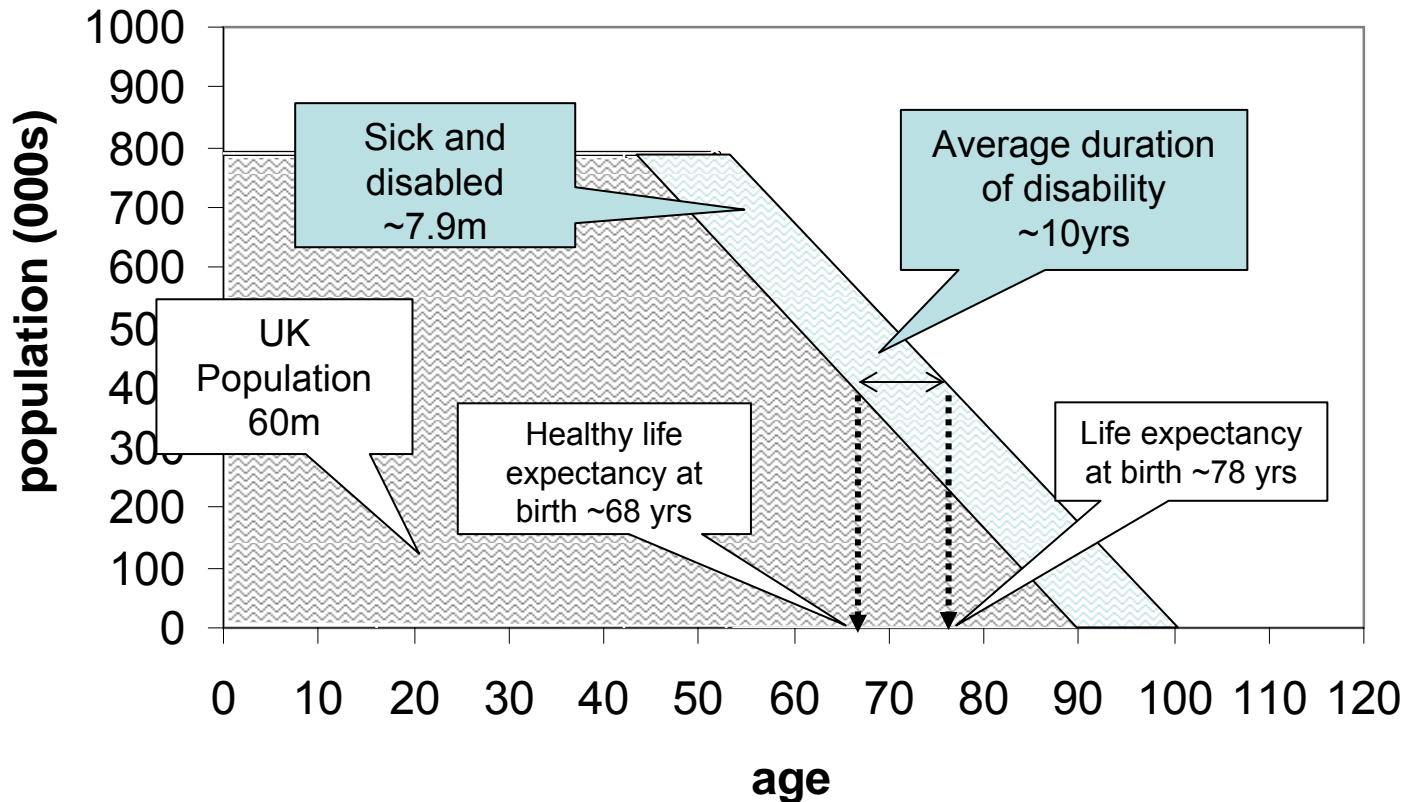 1000
900
800
700
600
500
400
300
200
100
0
population (000s)
Sick and
disabled
~7.9m
Average duration
of disability
~10yrs
UK
Population
60m
Healthy life
expectancy at
birth ~68 yrs
Life expectancy
at birth ~78 yrs
0 10 20 30 40 50 60 70 80 90 100 110 120
age